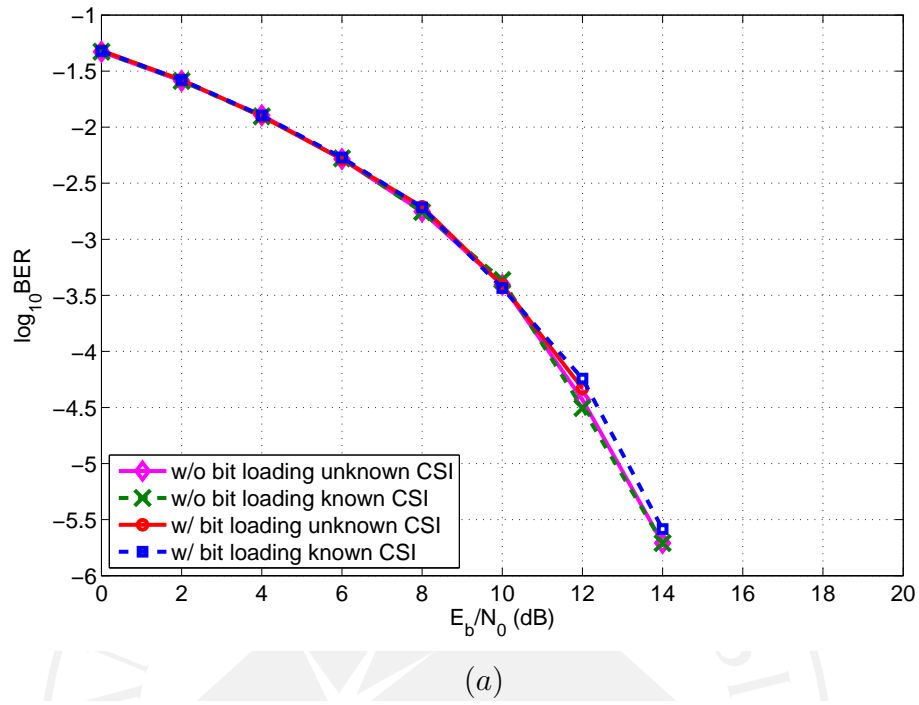 −1
−1.5
−2
−2.5
−3
−3.5
−4
−4.5
−5
−5.5
−6
log10BER
w/o bit loading unknown CSI
w/o bit loading known CSI
w/ bit loading unknown CSI
w/ bit loading known CSI
0 2 4 6 8 10 12 14 16 18 20
Eb/N0 (dB)
(a)